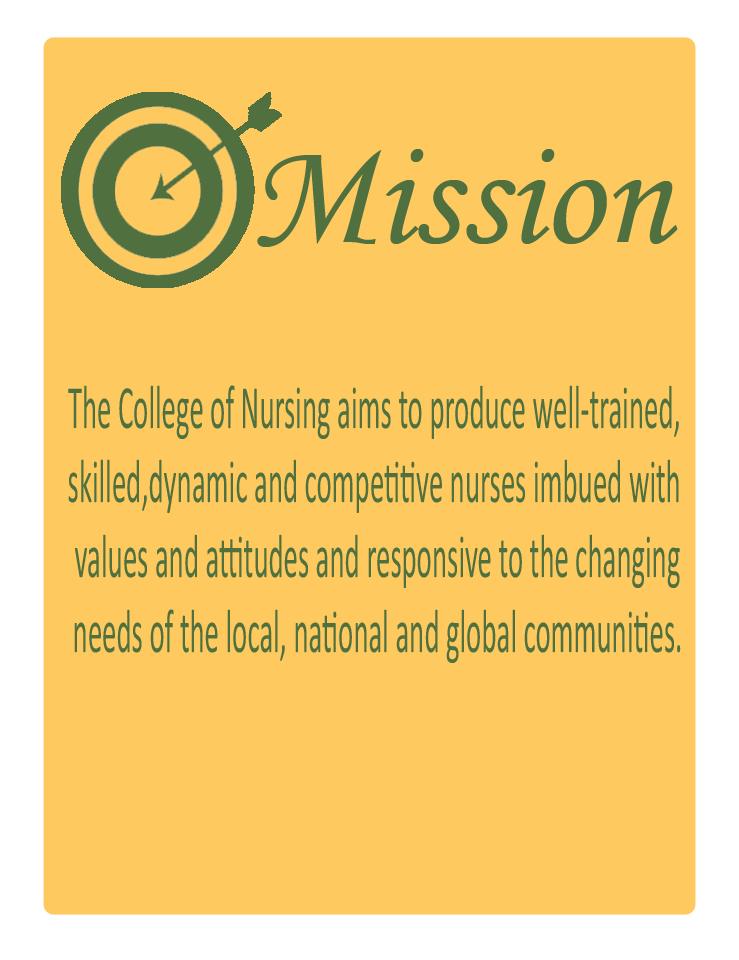 Mission
The College of Nursing aims to produce well-trained,
skilled,dynamic and competitive nurses imbued with
values and attitudes and responsive to the changing
needs of the local, national and global communities.